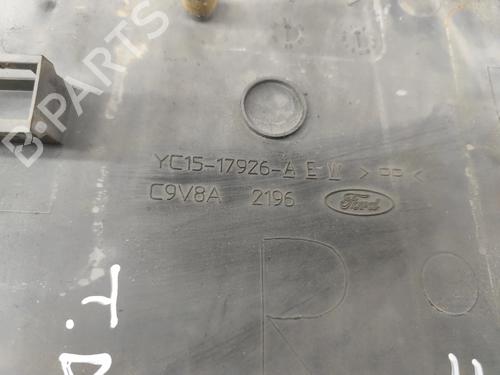 B-PARTS
YC15-17926-A E W >PP<
C9V8A 2196 Ford
R
T.D